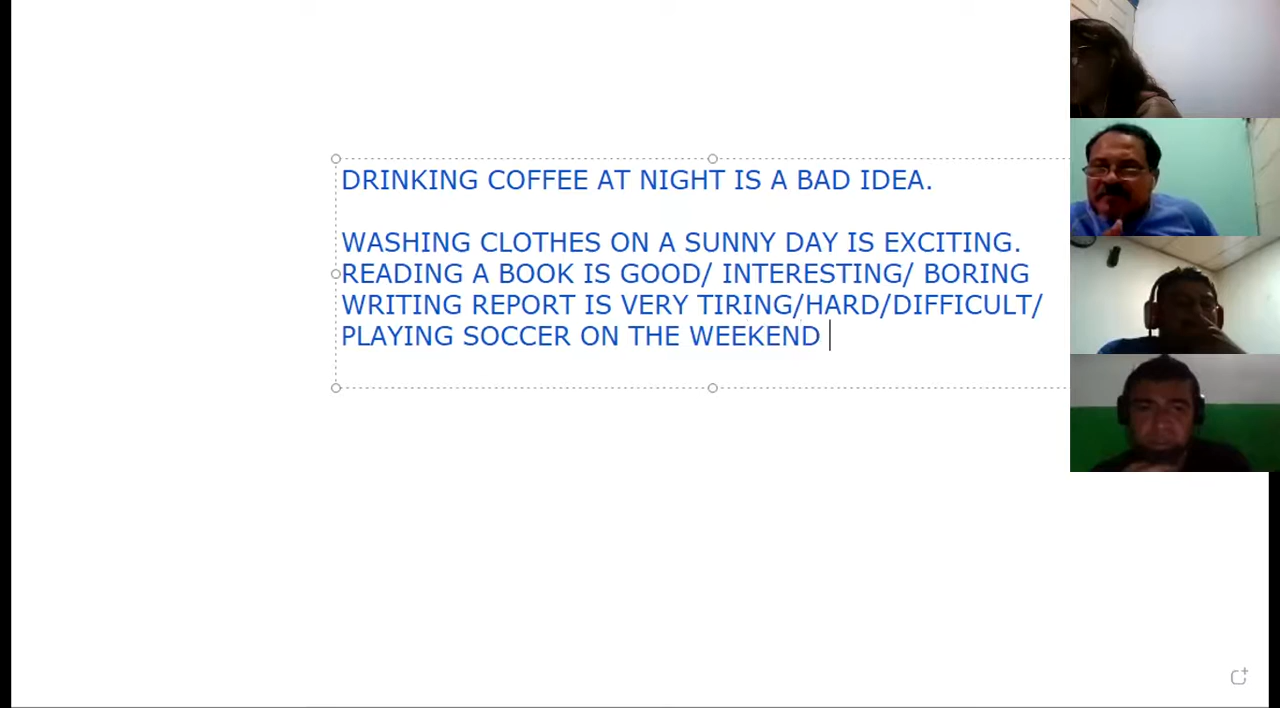 DRINKING COFFEE AT NIGHT IS A BAD IDEA.
WASHING CLOTHES ON A SUNNY DAY IS EXCITING.
READING A BOOK IS GOOD/ INTERESTING/ BORING
WRITING REPORT IS VERY TIRING/HARD/DIFFICULT/
PLAYING SOCCER ON THE WEEKEND